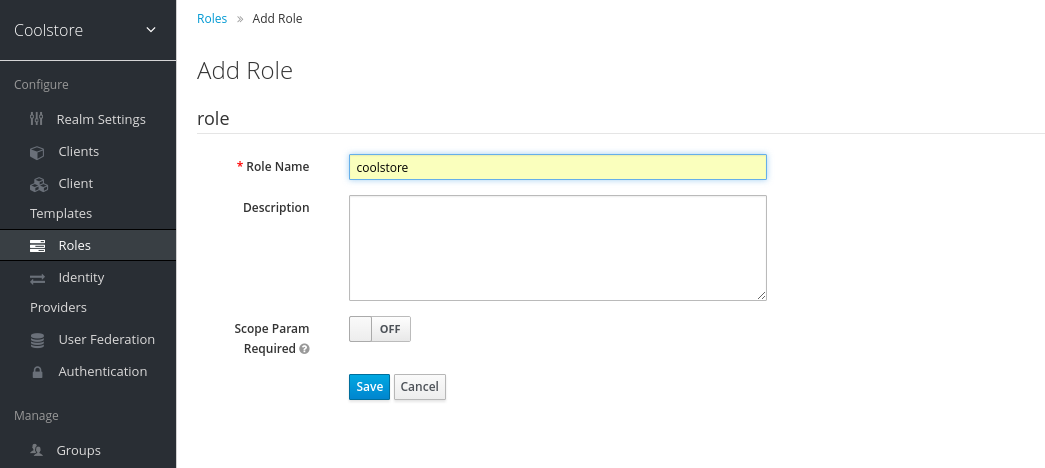 Coolstore
Configure
Realm Settings
Clients
Client
Templates
Roles
Identity
Providers
User Federation
Authentication
Manage
Groups
Roles » Add Role
Add Role
role
* Role Name
coolstore
Description
Scope Param
Required ?
OFF
Save Cancel